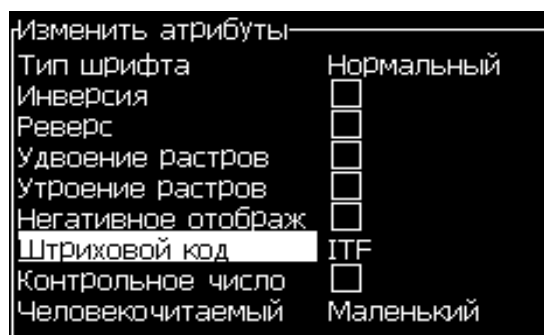 Изменить атрибуты
Тип шрифта Нормальный
Инверсия
Реверс
Удвоение растров
Утроение растров
Негативное отображ
Штриховой код ITF
Контрольное число
Человекочитаемый Маленький